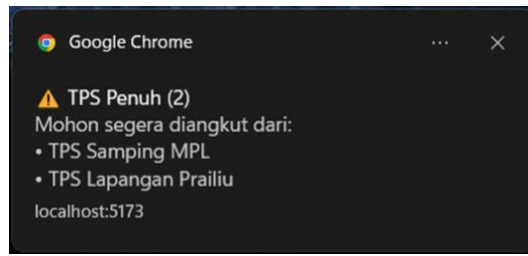 Google Chrome
⚠ TPS Penuh (2)
Mohon segera diangkut dari:
• TPS Samping MPL
• TPS Lapangan Prailiu
localhost:5173